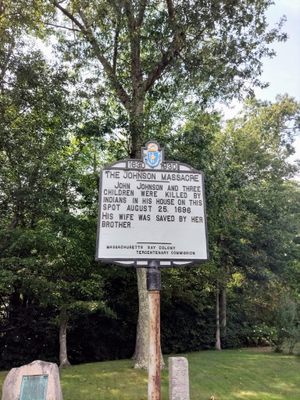 1630 1930
THE JOHNSON MASSACRE
JOHN JOHNSON AND THREE
CHILDREN WERE KILLED BY
INDIANS IN HIS HOUSE ON THIS
SPOT AUGUST 25, 1696.
HIS WIFE WAS SAVED BY HER
BROTHER.
MASSACHUSETTS BAY COLONY
TERCENTENARY COMMISSION